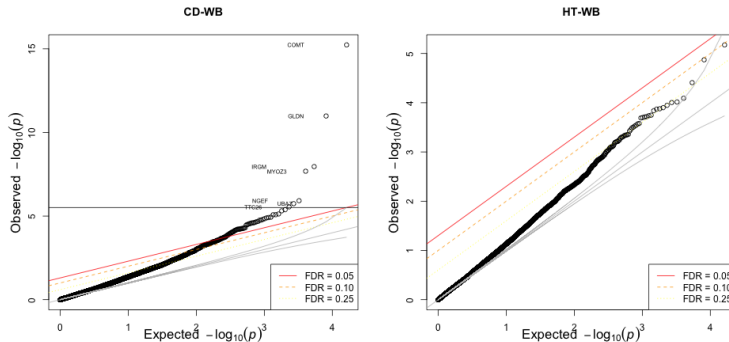 CD-WB
15
10
5
0
Observed −log10(p)
COMT
GLDN
IRGM
MYOZ3
NGEF
UBA7
TTC26
FDR = 0.05
FDR = 0.10
FDR = 0.25
0 1 2 3 4
Expected −log10(p)
HT-WB
5
4
3
2
1
0
Observed −log10(p)
FDR = 0.05
FDR = 0.10
FDR = 0.25
0 1 2 3 4
Expected −log10(p)